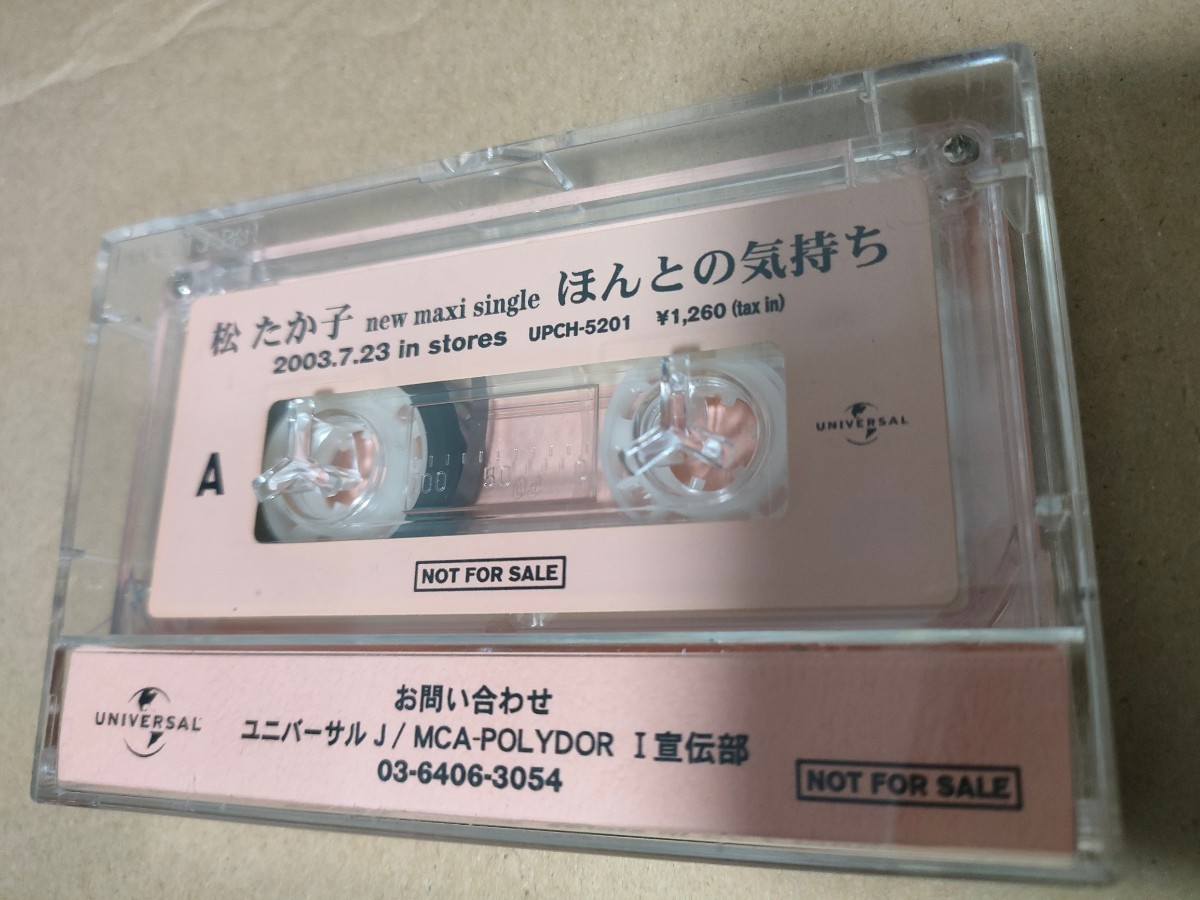 松 たか子 new maxi single ほんとの気持ち
2003.7.23 in stores UPCH-5201 ¥1,260 (tax in)
UNIVERSAL
A
100 50
NOT FOR SALE
UNIVERSAL
お問い合わせ
ユニバーサル J / MCA-POLYDOR I 宣伝部
03-6406-3054
NOT FOR SALE